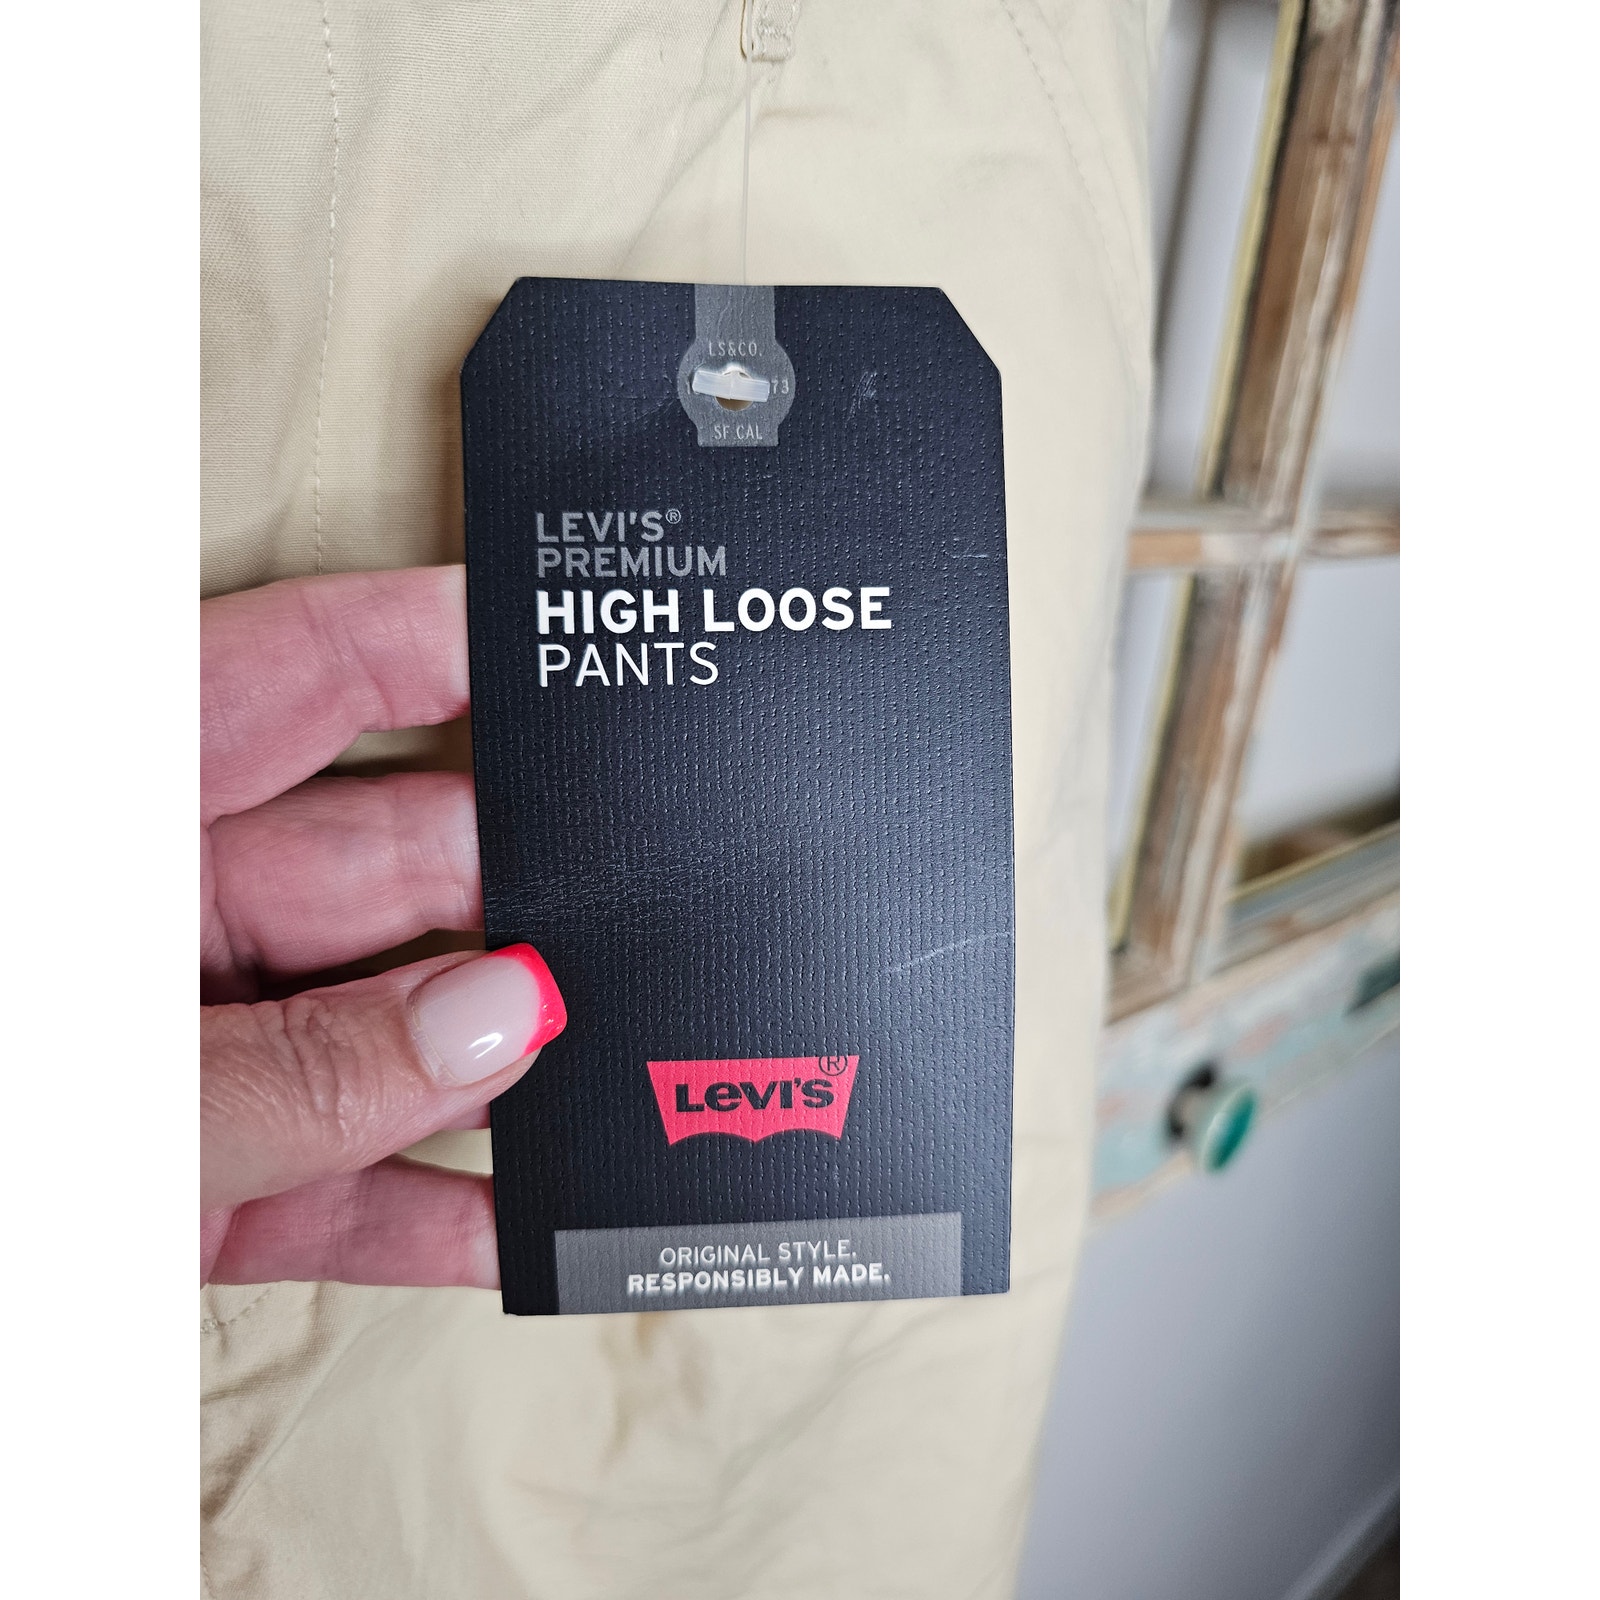 LS&CO.
73
SF CAL
LEVI'S®
PREMIUM
HIGH LOOSE
PANTS
LEVI'S®
ORIGINAL STYLE.
RESPONSIBLY MADE.